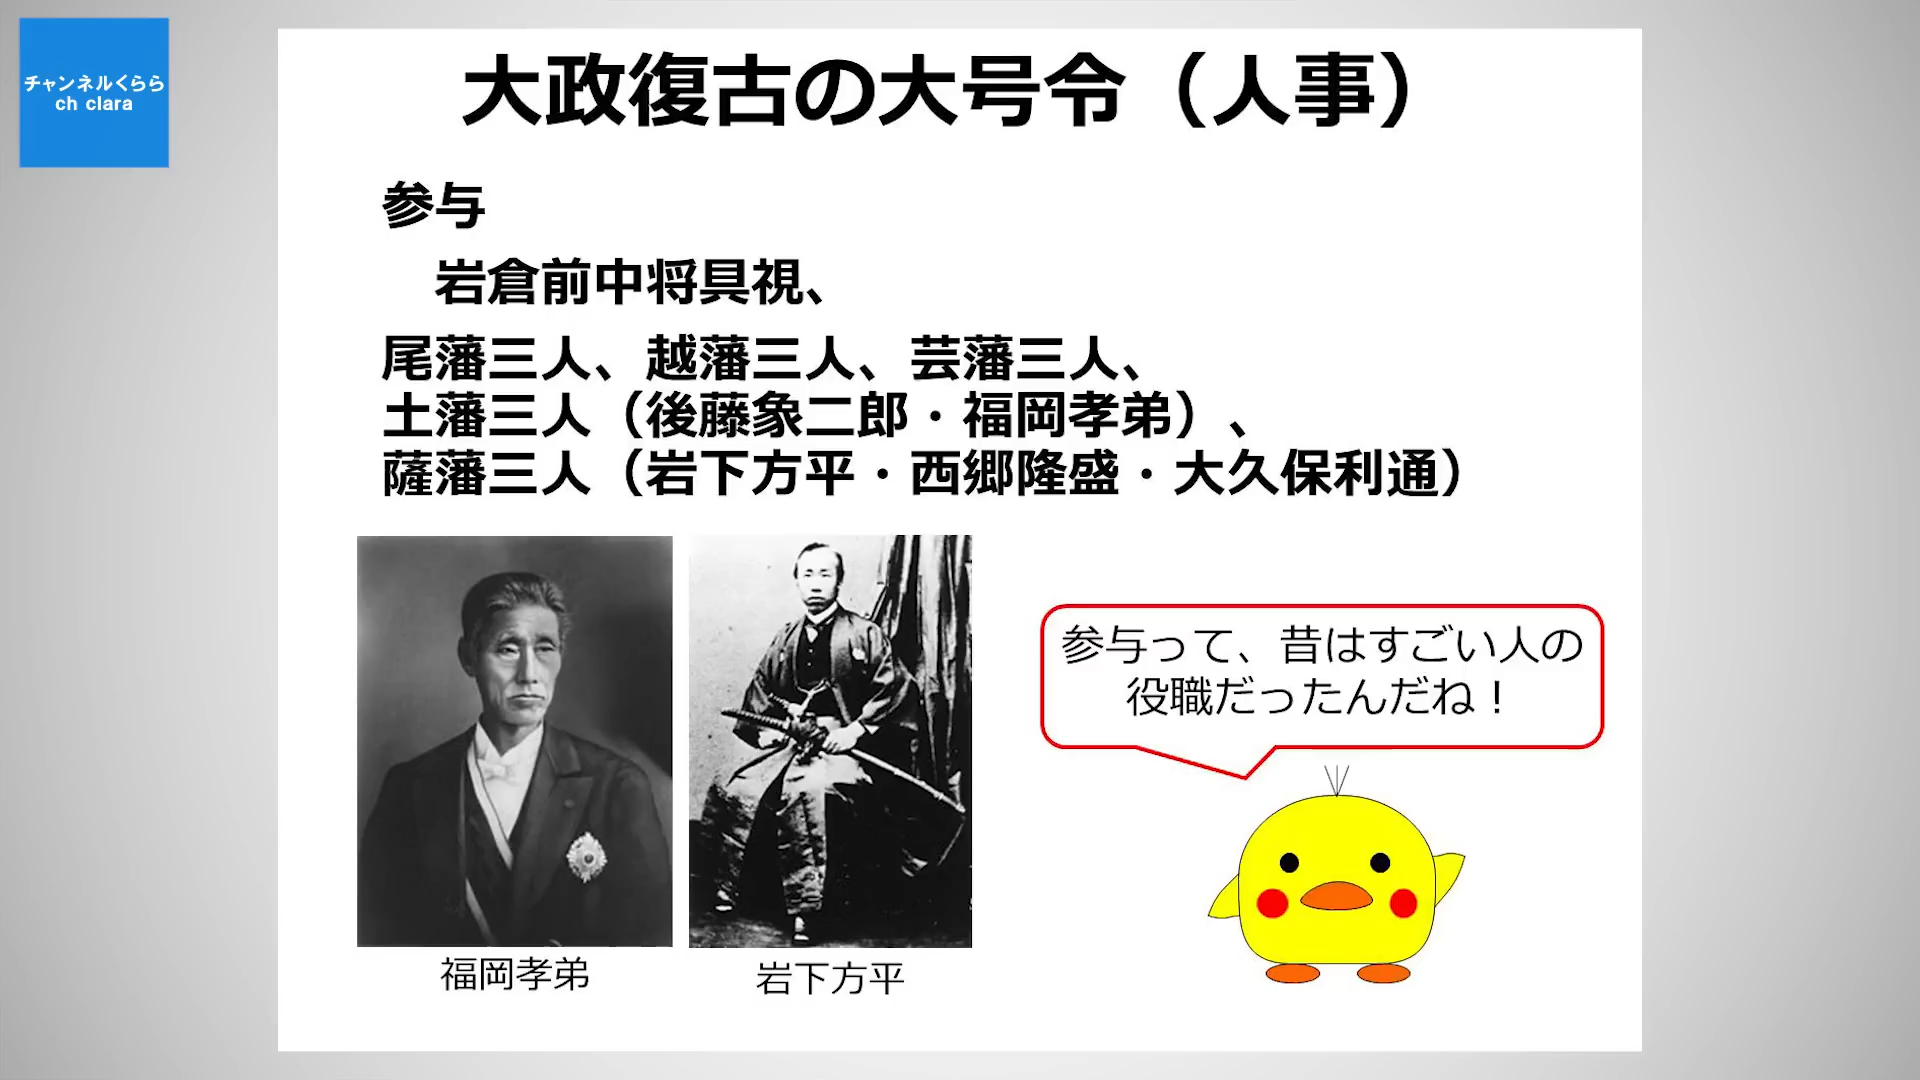 チャンネルくらら
ch clara
大政復古の大号令（人事）
参与
岩倉前中将具視、
尾藩三人、越藩三人、芸藩三人、
土藩三人（後藤象二郎・福岡孝弟）、
薩藩三人（岩下方平・西郷隆盛・大久保利通）
参与って、昔はすごい人の
役職だったんだね！
福岡孝弟
岩下方平